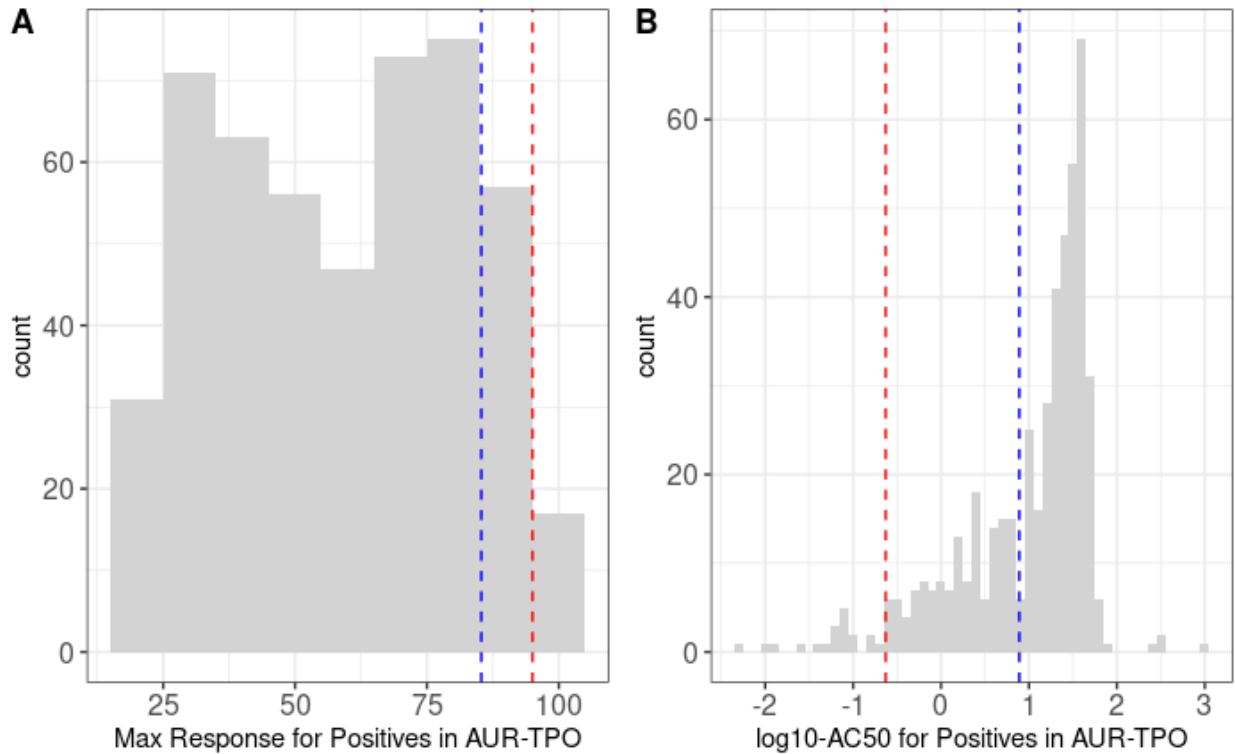 A
count
60
40
20
0
25 50 75 100
Max Response for Positives in AUR-TPO
B
count
60
40
20
0
-2 -1 0 1 2 3
log10-AC50 for Positives in AUR-TPO